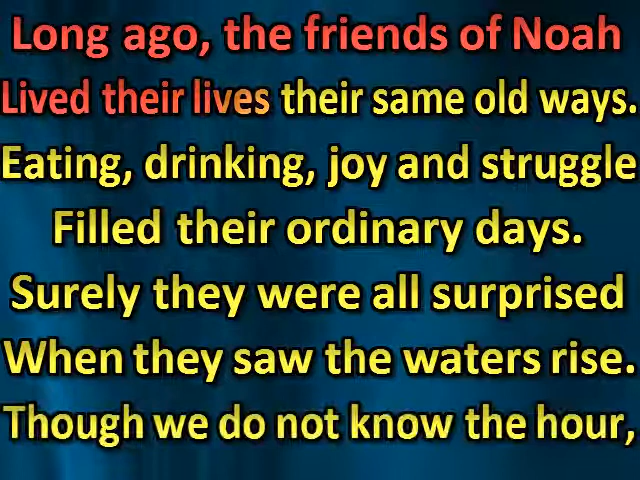 Long ago, the friends of Noah
Lived their lives their same old ways.
Eating, drinking, joy and struggle
Filled their ordinary days.
Surely they were all surprised
When they saw the waters rise.
Though we do not know the hour,